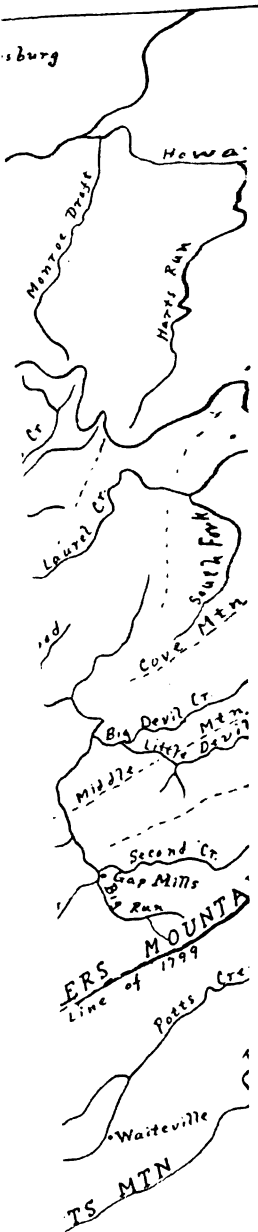 sburg
Howa
Monroe Draft
Harts Run
Cr
Laurel Cr.
South Fork
Cove Mtn
od
Big Devil Cr.
Little Devil
Middle Mtn.
Second Cr.
Gap Mills
Big Run
ERS MOUNTA
Line of 1799
Potts Cre
Waiteville
TS MTN